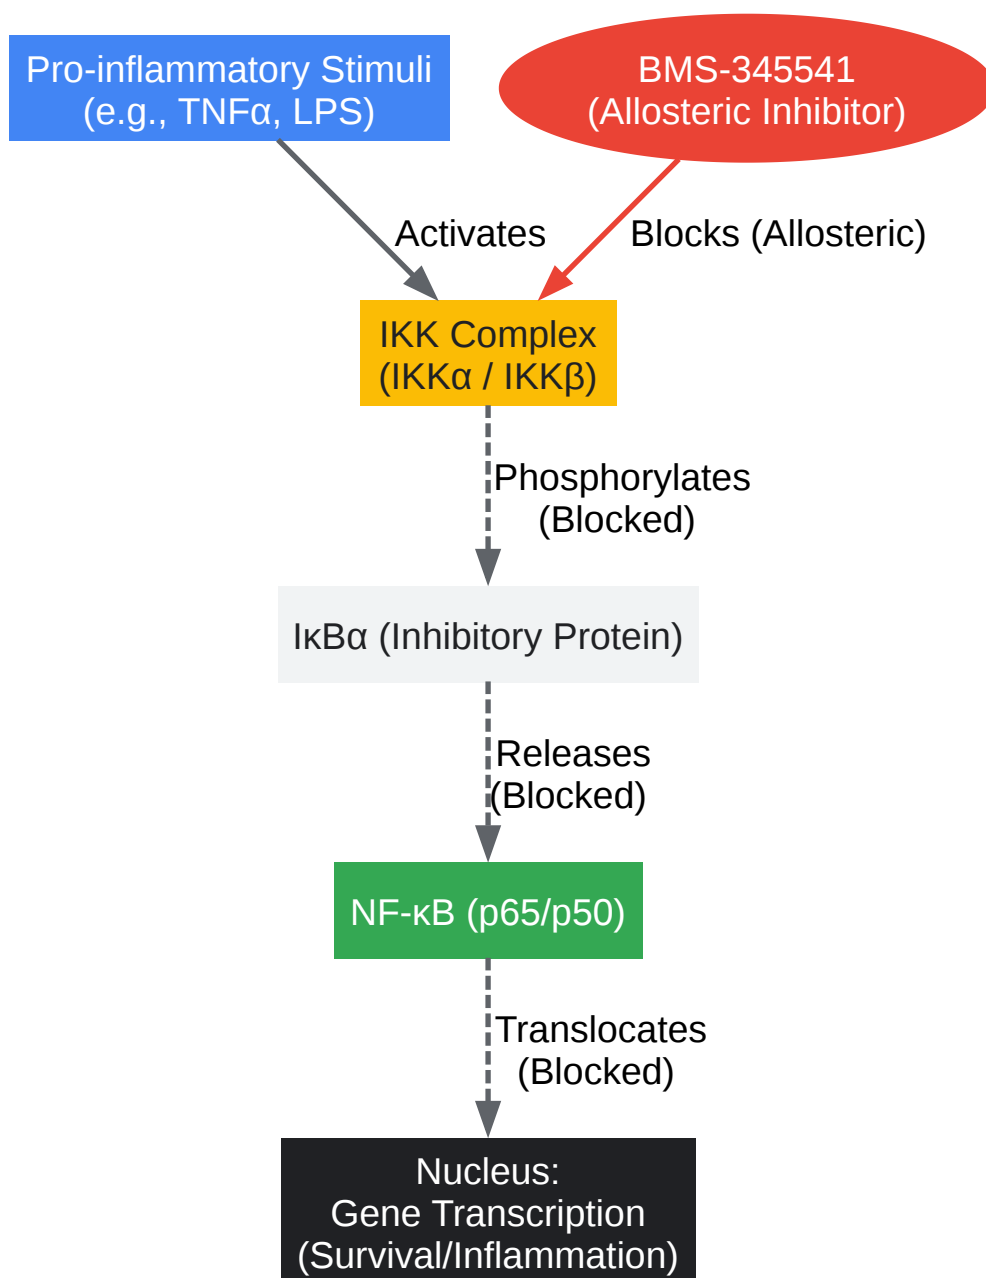 Pro-inflammatory Stimuli
(e.g., TNFα, LPS)
BMS-345541
(Allosteric Inhibitor)
Activates
Blocks (Allosteric)
IKK Complex
(IKKα / IKKβ)
Phosphorylates
(Blocked)
IκBα (Inhibitory Protein)
Releases
(Blocked)
NF-κB (p65/p50)
Translocates
(Blocked)
Nucleus:
Gene Transcription
(Survival/Inflammation)